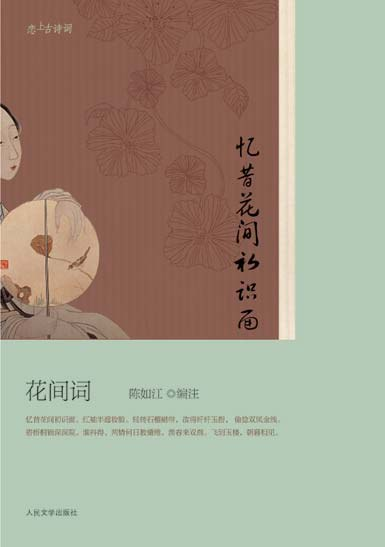 恋上古诗词
忆昔花间初识面
花间词 陈如江◎编注
忆昔花间初识面。红袖半遮妆脸。轻转石榴裙带,故将纤纤玉指,偷捻双凤金线。
碧梧桐锁深深院。谁料得、两情何日教缱绻。羡春来双燕。飞到玉楼,朝暮相见。
人民文学出版社